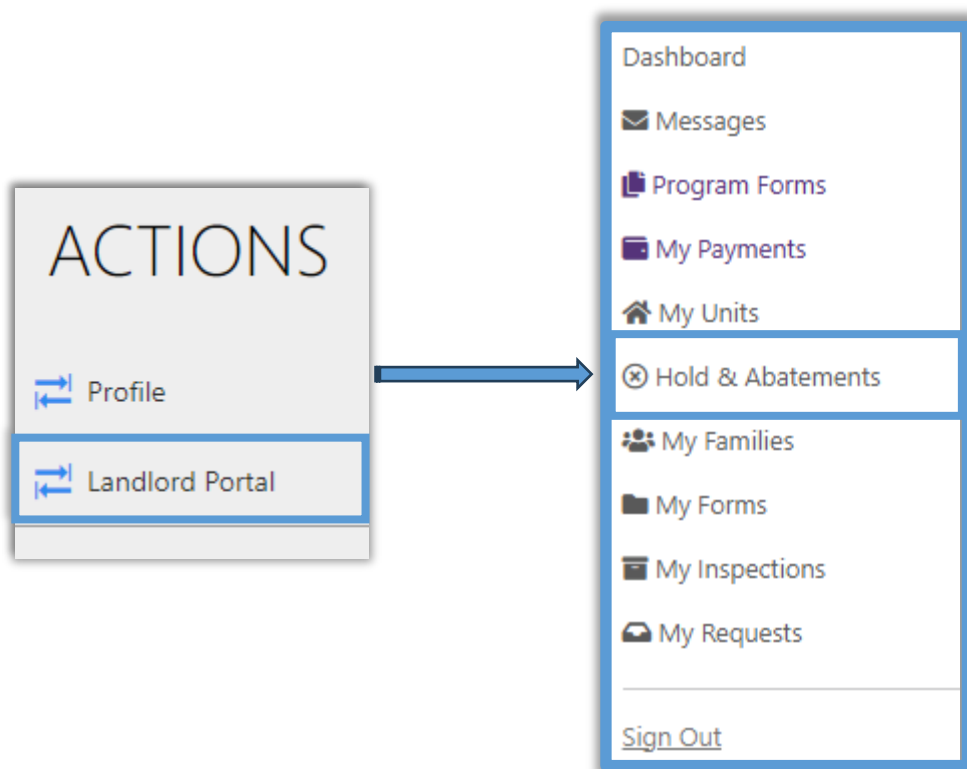 ACTIONS
Profile
Landlord Portal
Dashboard
Messages
Program Forms
My Payments
My Units
Hold & Abatements
My Families
My Forms
My Inspections
My Requests
Sign Out